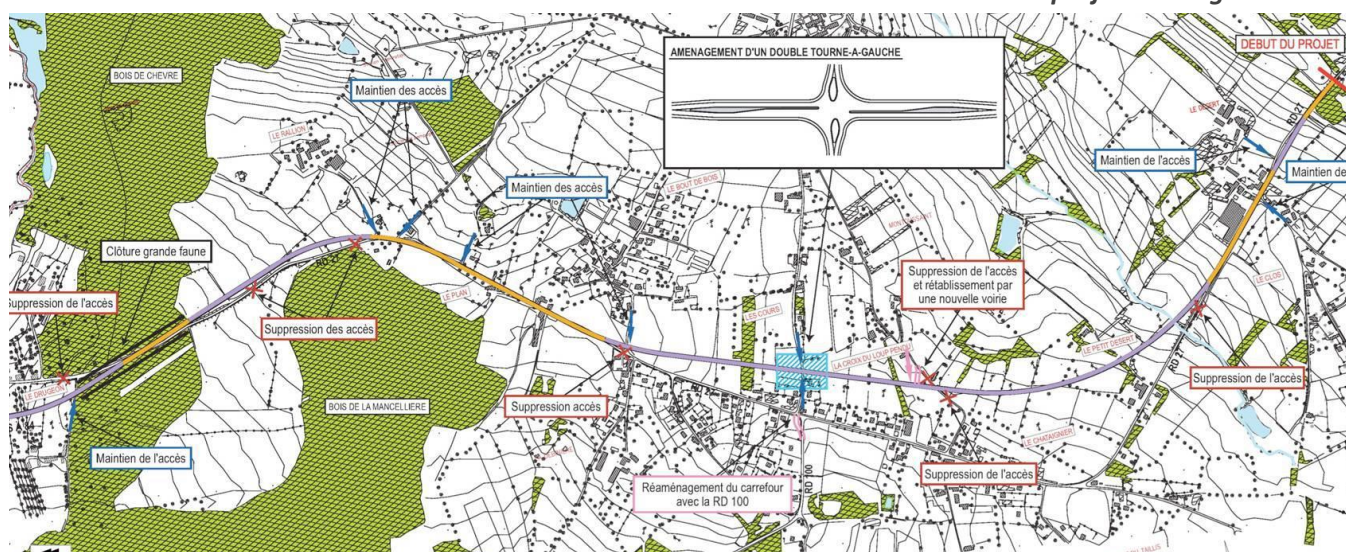 AMENAGEMENT D'UN DOUBLE TOURNE-A-GAUCHE
DEBUT DU PROJET
BOIS DE CHEVRE
Maintien des accès
LE RALLION
LE DESERT
RD 27
Maintien de l'accès
Maintien de
Maintien des accès
LE BOUT DE BOIS
Clôture grande faune
Suppression de l'accès
et rétablissement par
une nouvelle voirie
LE CLOS
Suppression de l'accès
LE PLAN
Suppression des accès
LES COURS
LA CROIX DU LOUP PENDU
LE PETIT DESERT
RD 27
LE DRUGEON
Suppression de l'accès
BOIS DE LA MANCELLIERE
Suppression accès
LE CHATAIGNIER
Maintien de l'accès
Suppression de l'accès
Réaménagement du carrefour
avec la RD 100
RD 100